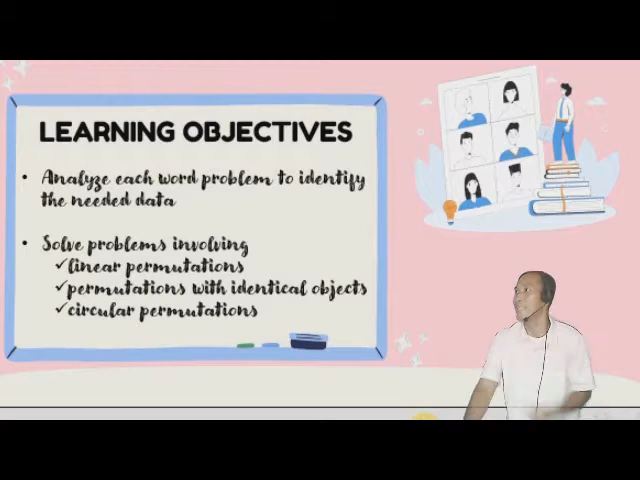 LEARNING OBJECTIVES
• Analyze each word problem to identify
the needed data
• Solve problems involving
✓linear permutations
✓permutations with identical objects
✓circular permutations